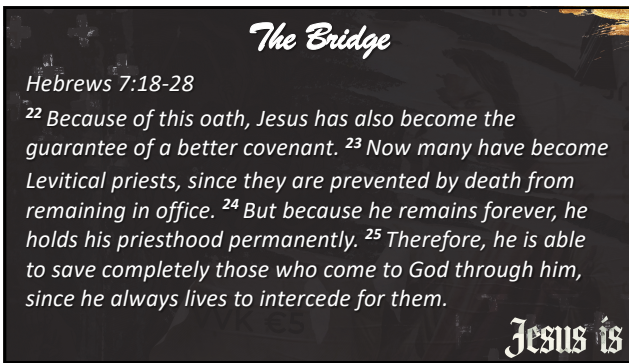 The Bridge
Hebrews 7:18-28
22 Because of this oath, Jesus has also become the
guarantee of a better covenant. 23 Now many have become
Levitical priests, since they are prevented by death from
remaining in office. 24 But because he remains forever, he
holds his priesthood permanently. 25 Therefore, he is able
to save completely those who come to God through him,
since he always lives to intercede for them.
Jesus is